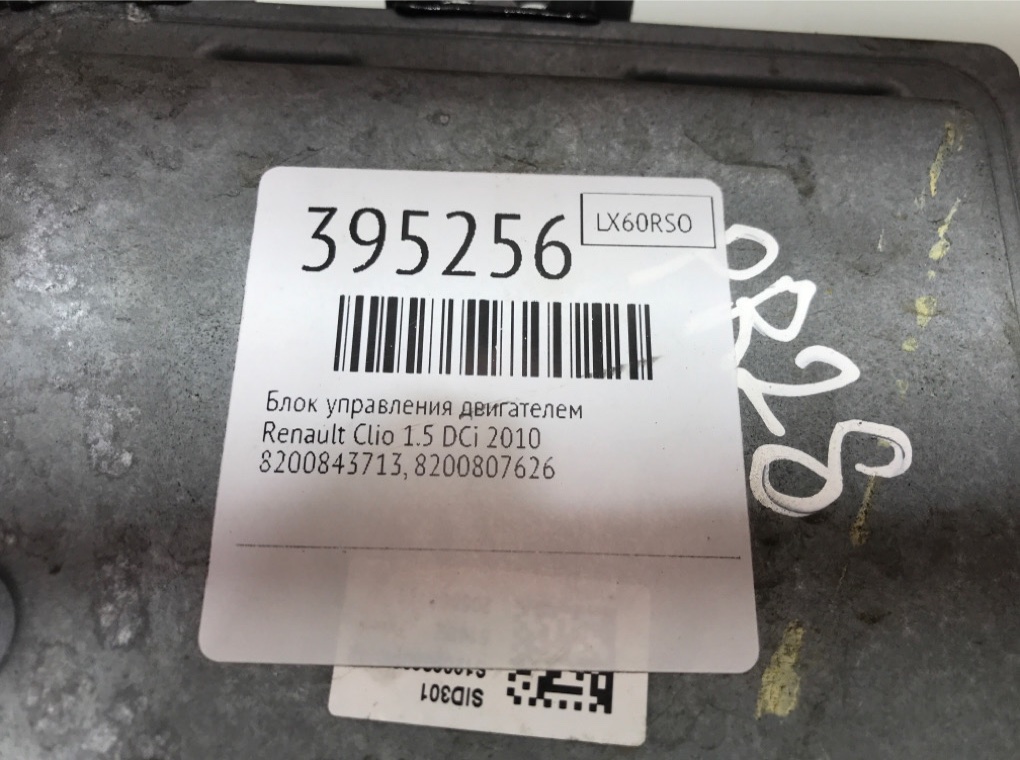 395256
LX60RSO
Блок управления двигателем
Renault Clio 1.5 DCi 2010
8200843713, 8200807626
SID301